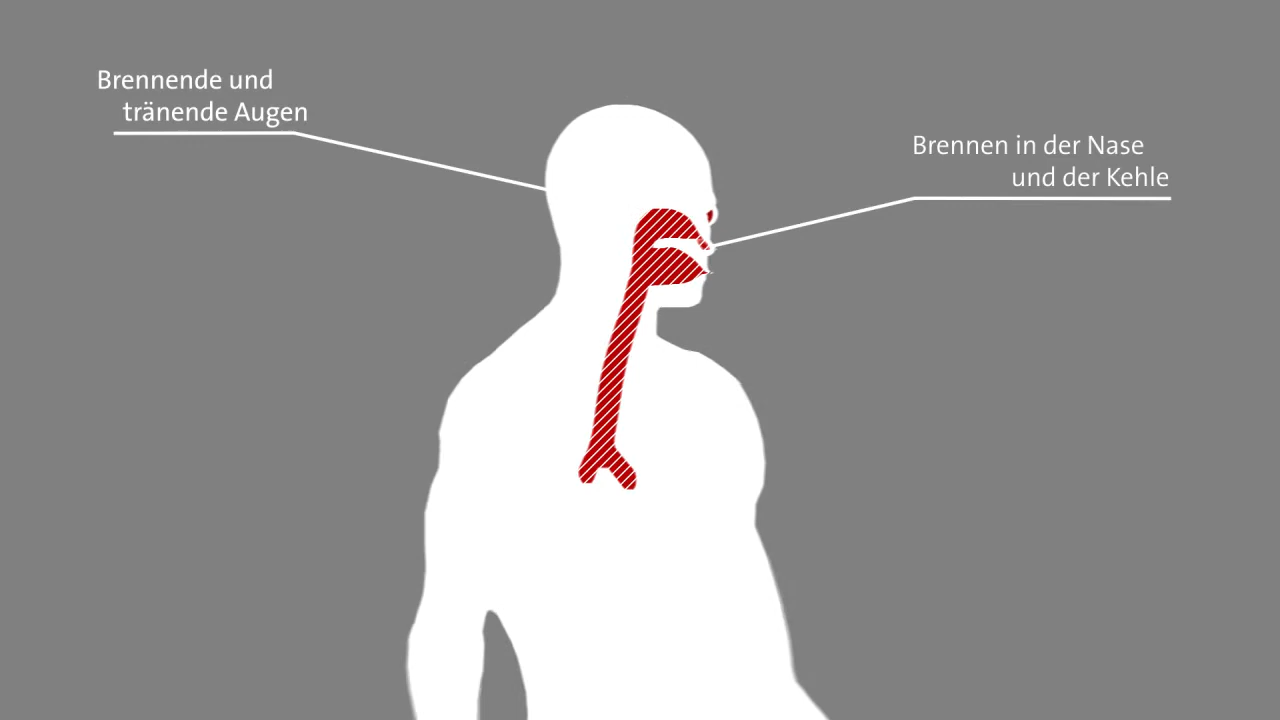 Brennende und
tränende Augen
Brennen in der Nase
und der Kehle